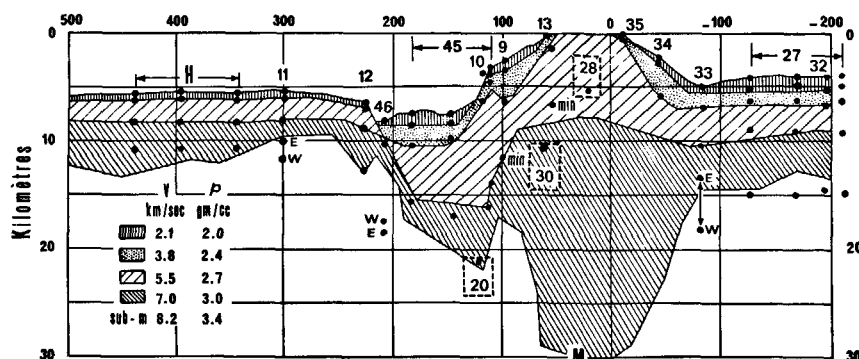 500 400 300 200 100 0 -100 -200
0 0
10 10
20 20
30 30
Kilomètres
H 11 12 46 45 10 9 13 35 34 33 27 32
28
min
30
min
20
E
W
W
E
E
W
M
V ρ
km/sec gm/cc
2.1 2.0
3.8 2.4
5.5 2.7
7.0 3.0
sub-m 8.2 3.4